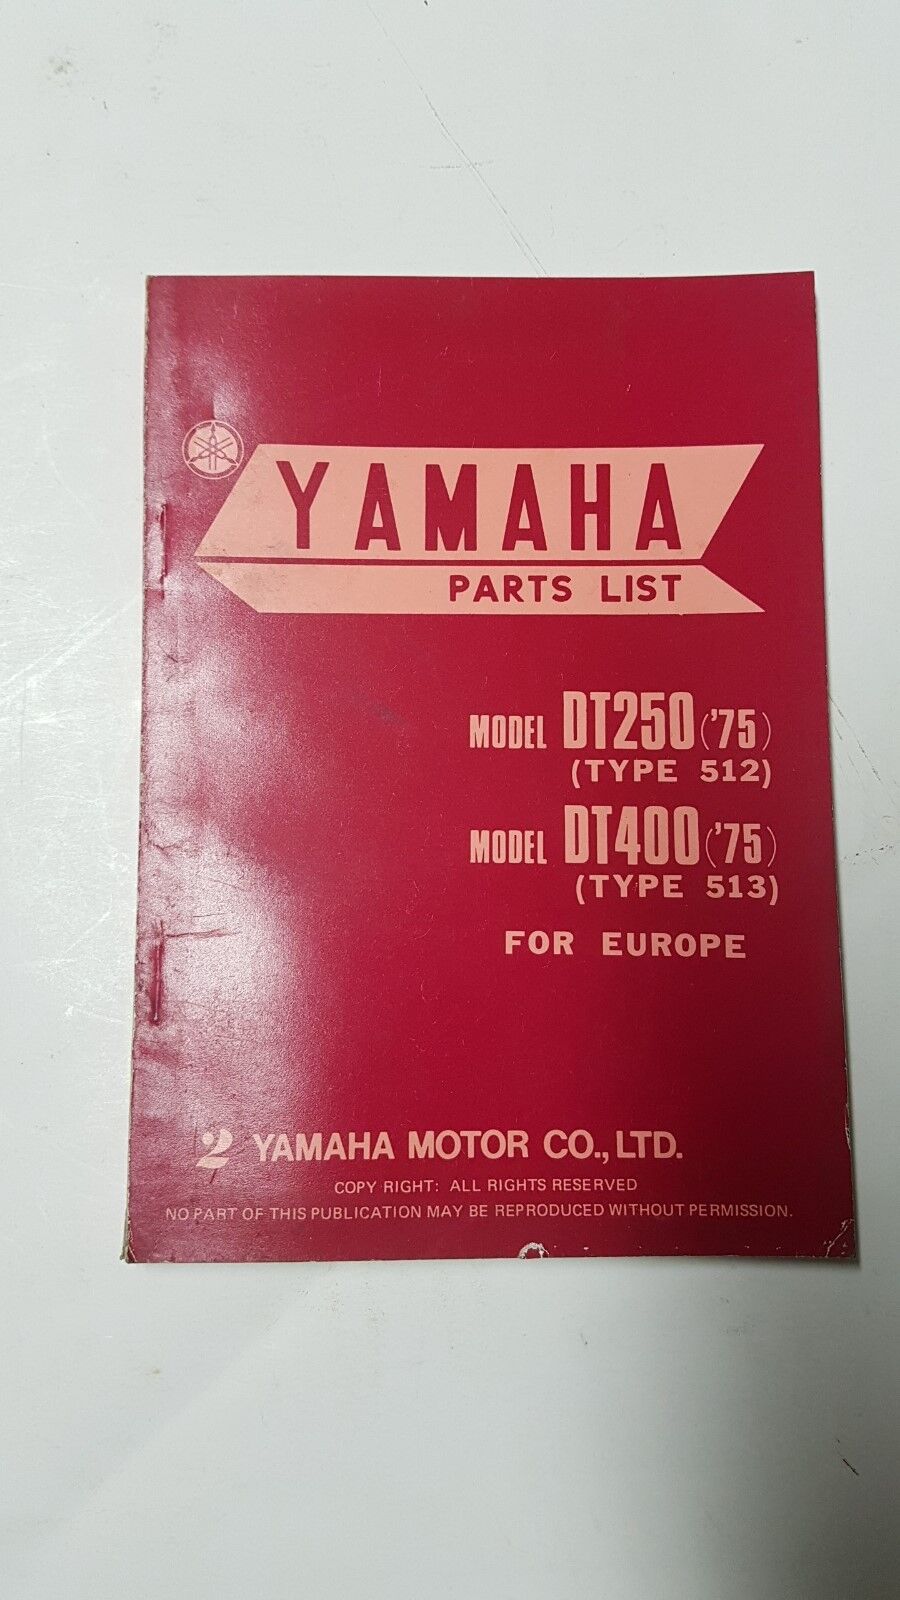 YAMAHA
PARTS LIST
MODEL DT250 ('75)
(TYPE 512)
MODEL DT400 ('75)
(TYPE 513)
FOR EUROPE
2 YAMAHA MOTOR CO., LTD.
COPY RIGHT: ALL RIGHTS RESERVED
NO PART OF THIS PUBLICATION MAY BE REPRODUCED WITHOUT PERMISSION.